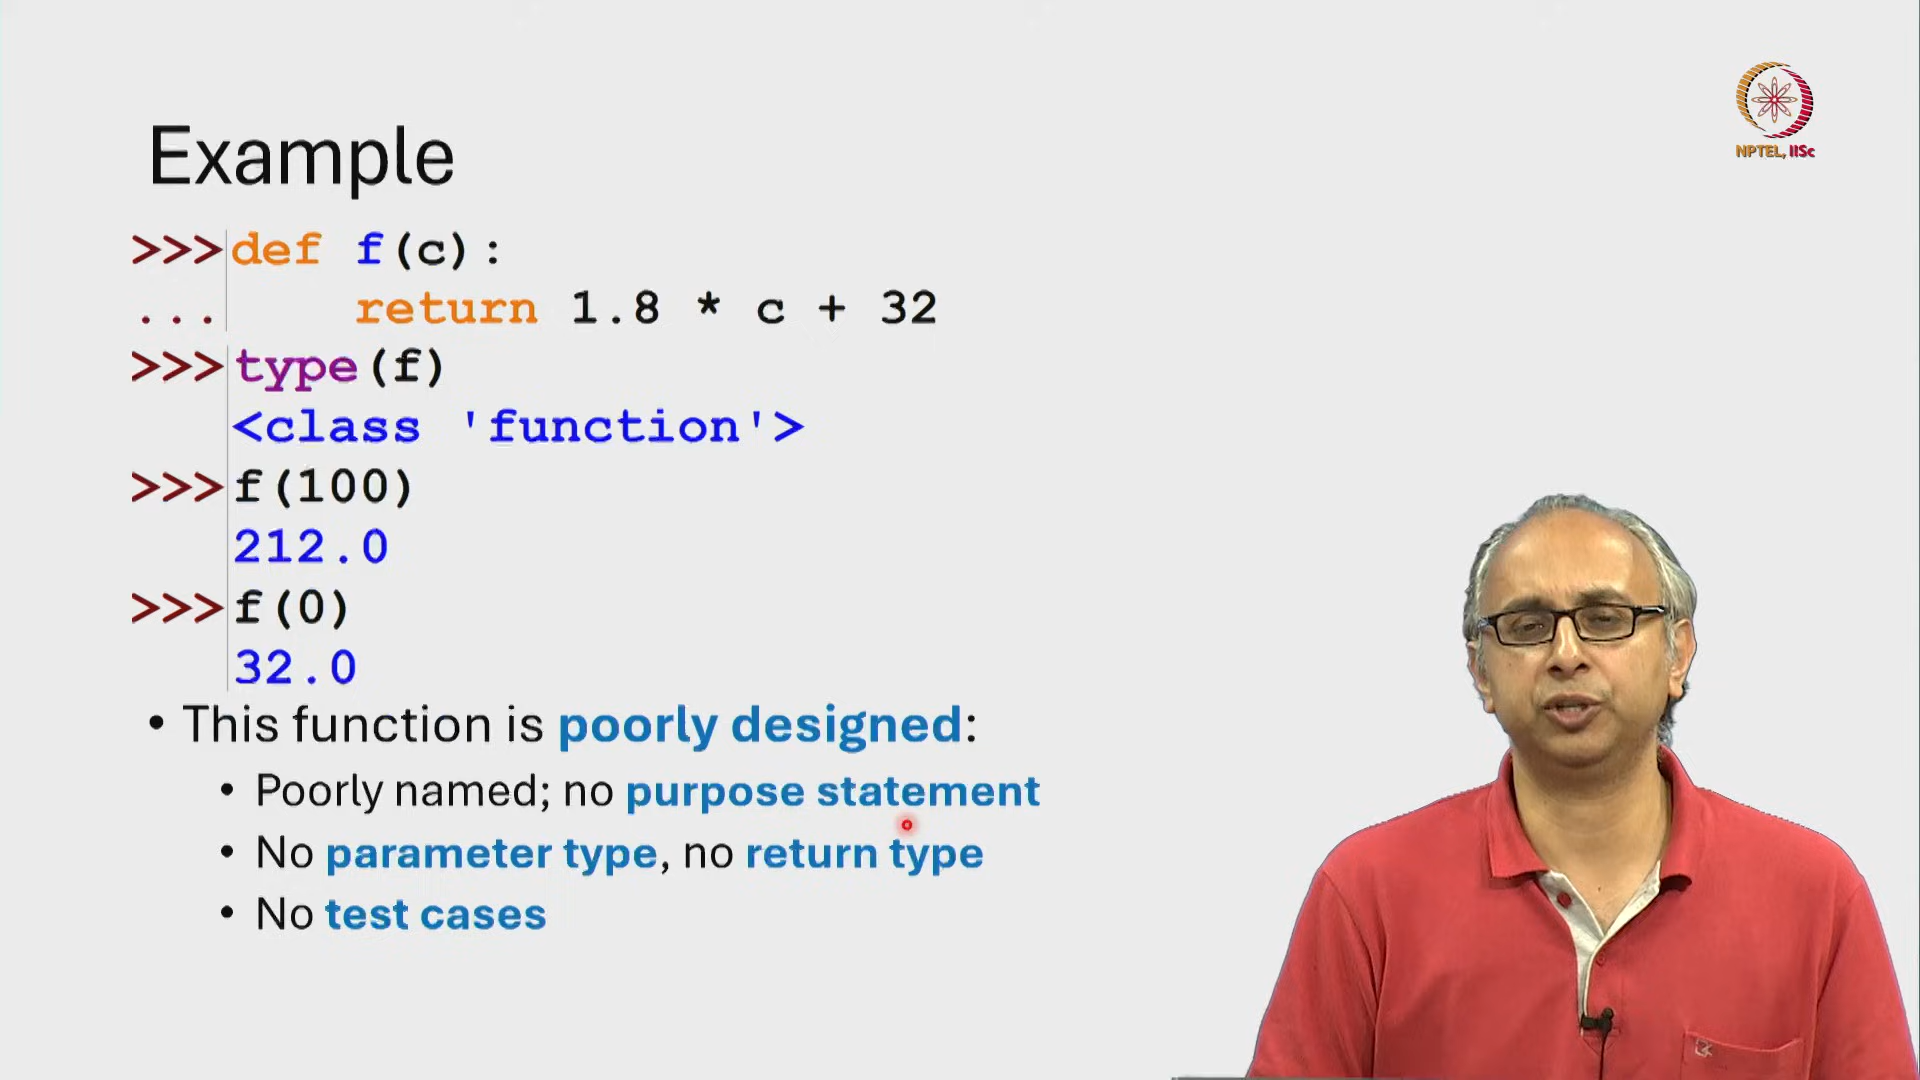 NPTEL, IISc
Example
>>> def f(c):
... return 1.8 * c + 32
>>> type(f)
<class 'function'>
>>> f(100)
212.0
>>> f(0)
32.0
• This function is poorly designed:
• Poorly named; no purpose statement
• No parameter type, no return type
• No test cases